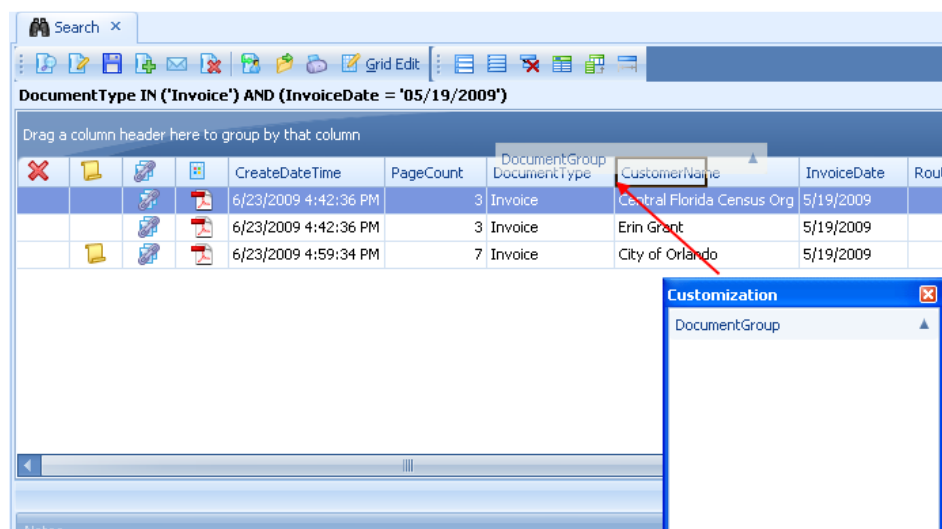 Search
Grid Edit
DocumentType IN ('Invoice') AND (InvoiceDate = '05/19/2009')
Drag a column header here to group by that column
DocumentGroup
CreateDateTime PageCount DocumentType CustomerName InvoiceDate Rout
6/23/2009 4:42:36 PM 3 Invoice Central Florida Census Org 5/19/2009
6/23/2009 4:42:36 PM 3 Invoice Erin Grant 5/19/2009
6/23/2009 4:59:34 PM 7 Invoice City of Orlando 5/19/2009
Customization
DocumentGroup